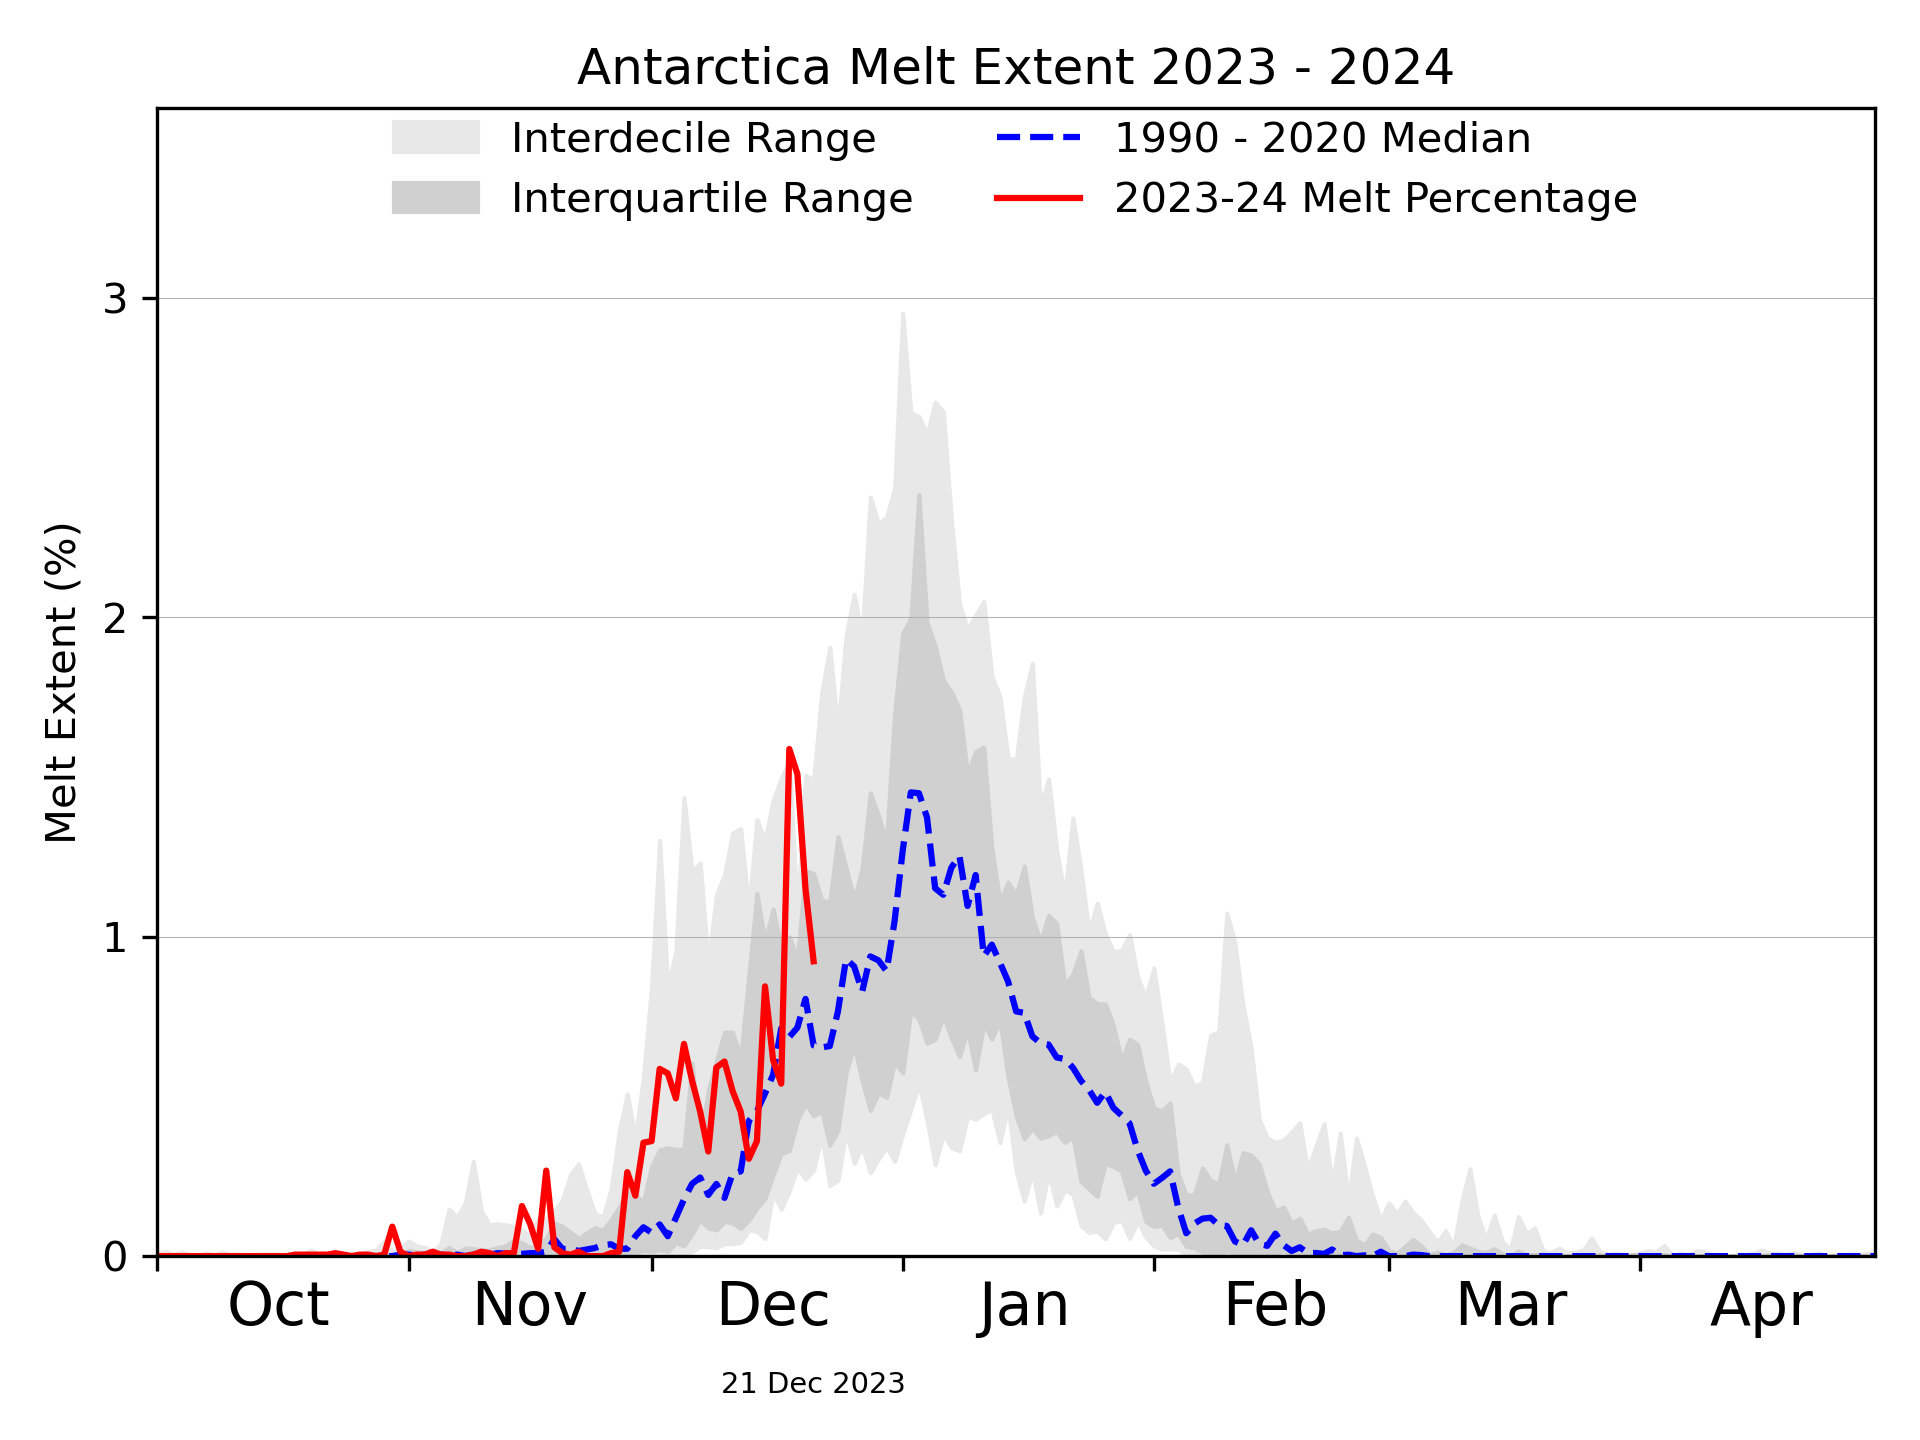 Antarctica Melt Extent 2023 - 2024
Interdecile Range
Interquartile Range
1990 - 2020 Median
2023-24 Melt Percentage
Melt Extent (%)
3
2
1
0
Oct Nov Dec Jan Feb Mar Apr
21 Dec 2023